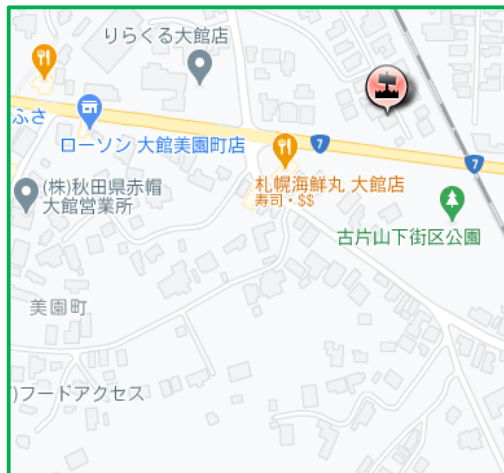 りらくる大館店
ふさ
ローソン 大館美園町店
7
札幌海鮮丸 大館店
寿司・$$
7
(株)秋田県赤帽
大館営業所
古片山下街区公園
美園町
)フードアクセス